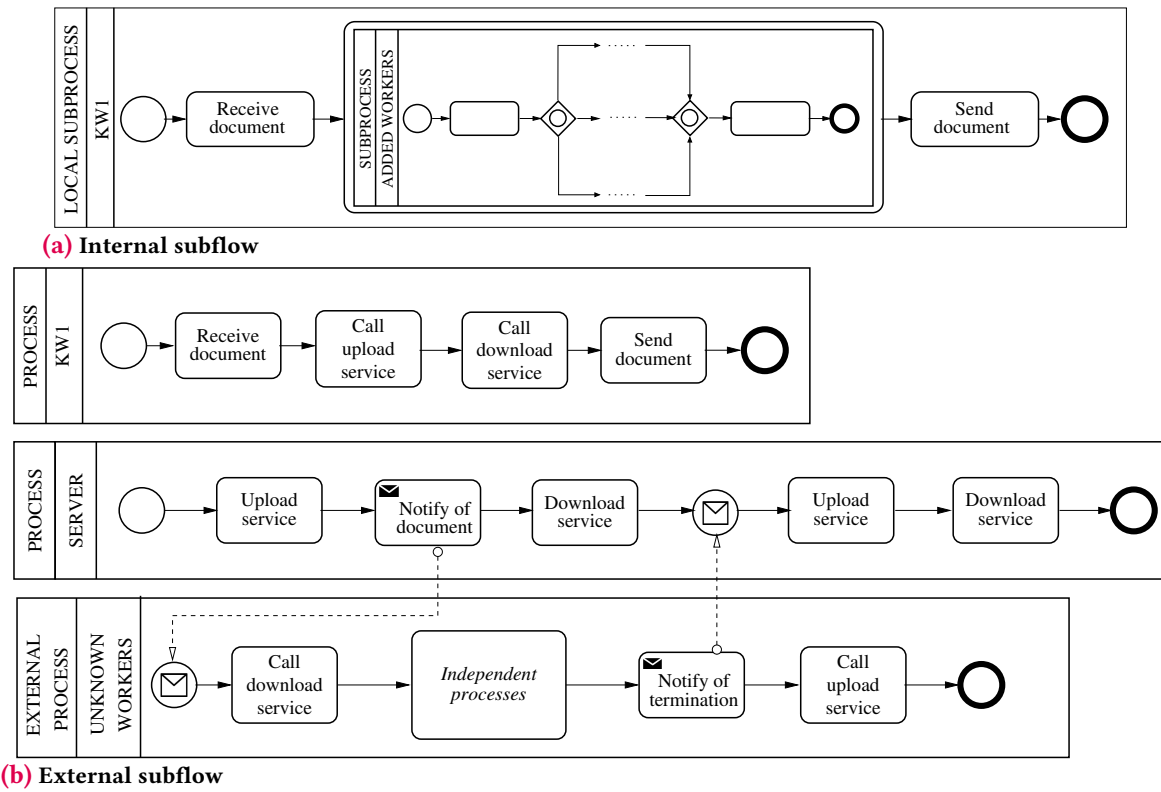 LOCAL SUBPROCESS
KW1
Receive
document
SUBPROCESS
ADDED WORKERS
. . . . .
. . . . .
. . . . .
Send
document
(a) Internal subflow
PROCESS
KW1
Receive
document
Call
upload
service
Call
download
service
Send
document
PROCESS
SERVER
Upload
service
Notify of
document
Download
service
Upload
service
Download
service
EXTERNAL
PROCESS
UNKNOWN
WORKERS
Call
download
service
Independent
processes
Notify of
termination
Call
upload
service
(b) External subflow